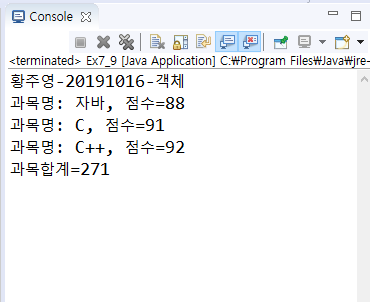 Console
<terminated> Ex7_9 [Java Application] C:₩Program Files₩Java₩jre-
황주영-20191016-객체
과목명: 자바, 점수=88
과목명: C, 점수=91
과목명: C++, 점수=92
과목합계=271